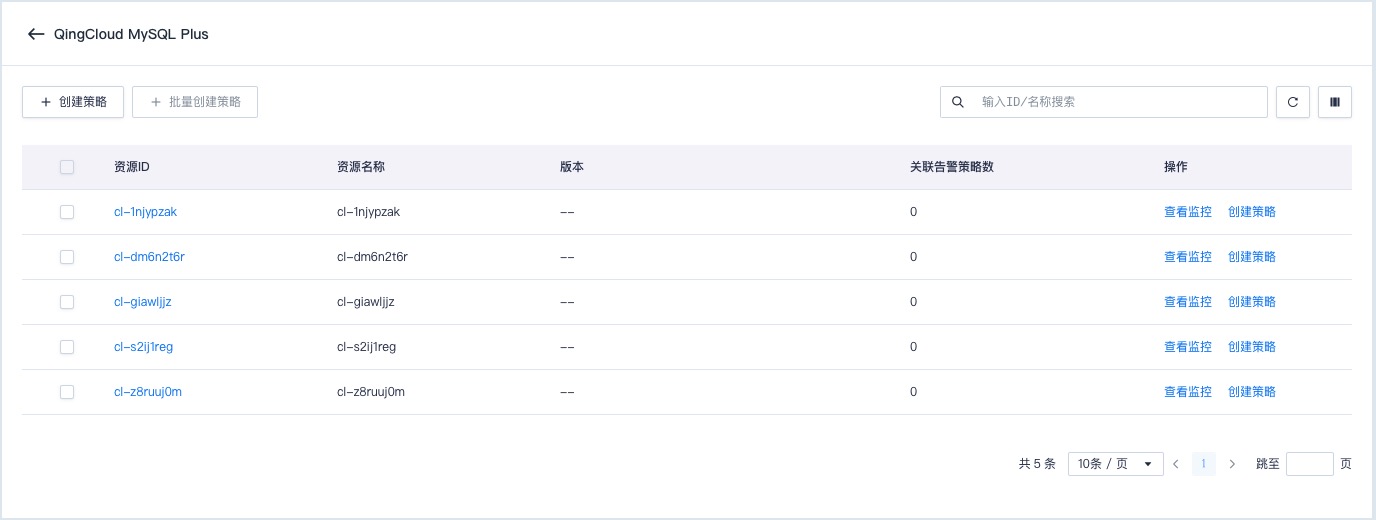 QingCloud MySQL Plus
创建策略 批量创建策略 输入ID/名称搜索
资源ID 资源名称 版本 关联告警策略数 操作
cl-1njypzak cl-1njypzak -- 0 查看监控 创建策略
cl-dm6n2t6r cl-dm6n2t6r -- 0 查看监控 创建策略
cl-giawljjz cl-giawljjz -- 0 查看监控 创建策略
cl-s2ij1reg cl-s2ij1reg -- 0 查看监控 创建策略
cl-z8ruuj0m cl-z8ruuj0m -- 0 查看监控 创建策略
共 5 条 10条 / 页 1 跳至 页